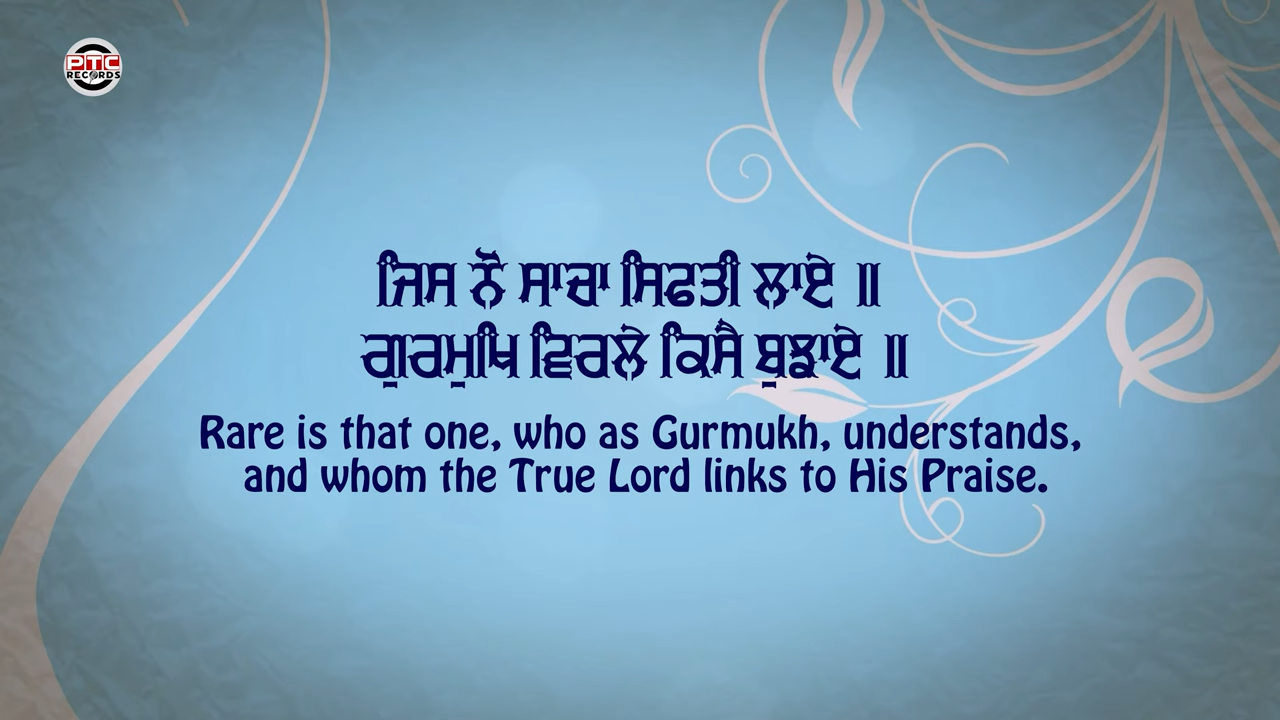 PTC
RECORDS
ਜਿਸ ਨੋ ਸਾਚਾ ਸਿਫਤੀ ਲਾਏ ॥
ਗੁਰਮੁਖਿ ਵਿਰਲੇ ਕਿਸੈ ਬੁਝਾਏ ॥
Rare is that one, who as Gurmukh, understands,
and whom the True Lord links to His Praise.